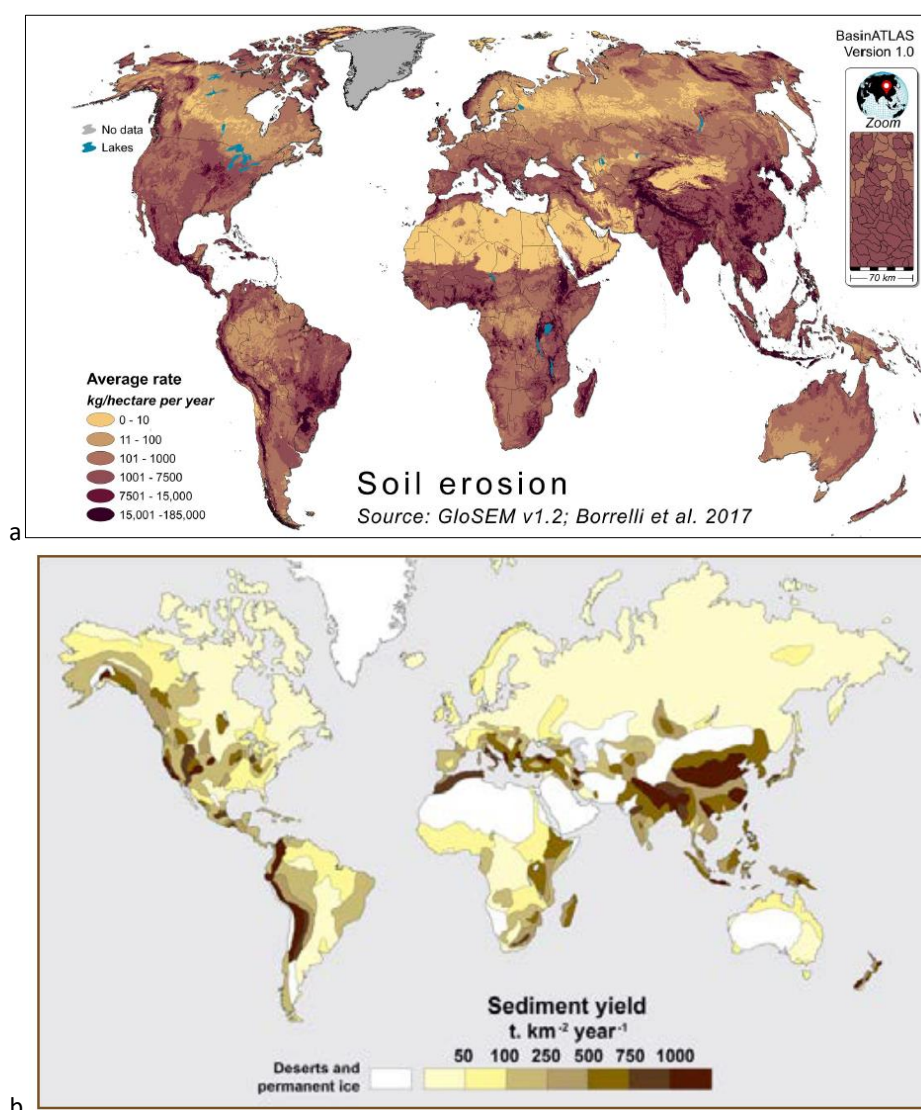 a
BasinATLAS
Version 1.0
Zoom
70 km
No data
Lakes
Average rate
kg/hectare per year
0 - 10
11 - 100
101 - 1000
1001 - 7500
7501 - 15,000
15,001 -185,000
Soil erosion
Source: GloSEM v1.2; Borrelli et al. 2017
b
Sediment yield
t. km-2 year-1
50 100 250 500 750 1000
Deserts and
permanent ice